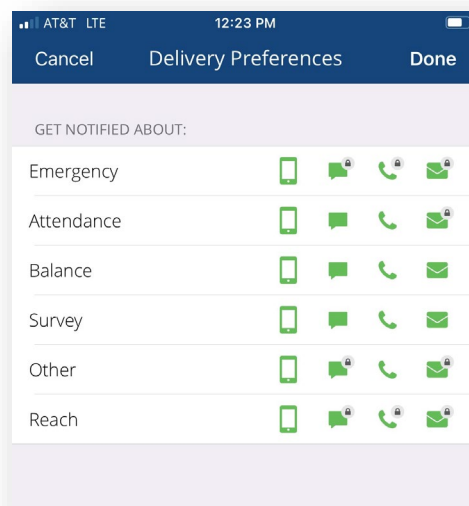 AT&T LTE 12:23 PM
Cancel Delivery Preferences Done
GET NOTIFIED ABOUT:
Emergency
Attendance
Balance
Survey
Other
Reach